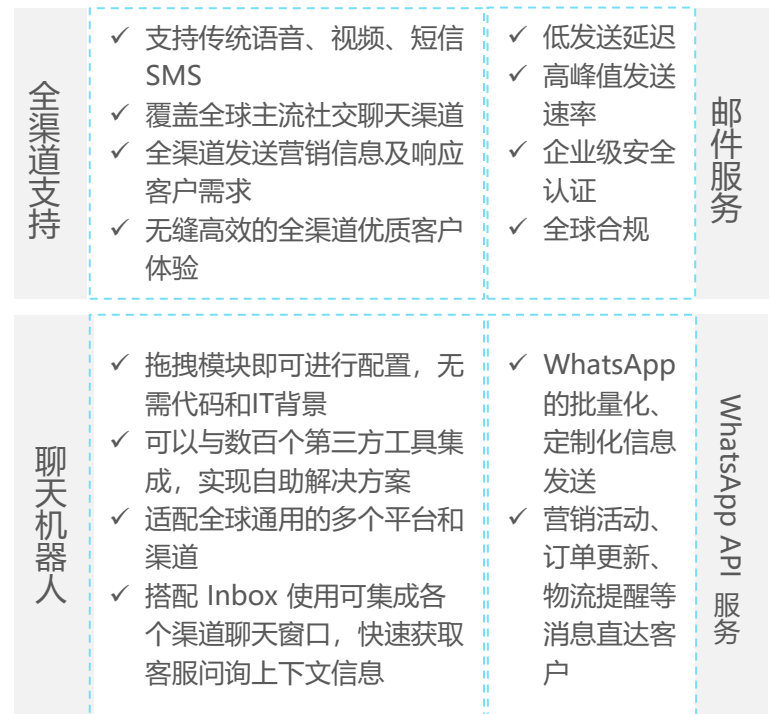 全渠道支持
✓ 支持传统语音、视频、短信
SMS
✓ 覆盖全球主流社交聊天渠道
✓ 全渠道发送营销信息及响应
客户需求
✓ 无缝高效的全渠道优质客户
体验
✓ 低发送延迟
✓ 高峰值发送
速率
✓ 企业级安全
认证
✓ 全球合规
邮件服务
聊天机器人
✓ 拖拽模块即可进行配置，无
需代码和IT背景
✓ 可以与数百个第三方工具集
成，实现自助解决方案
✓ 适配全球通用的多个平台和
渠道
✓ 搭配 Inbox 使用可集成各
个渠道聊天窗口，快速获取
客服问询上下文信息
✓ WhatsApp
的批量化、
定制化信息
发送
✓ 营销活动、
订单更新、
物流提醒等
消息直达客
户
WhatsApp API 服务